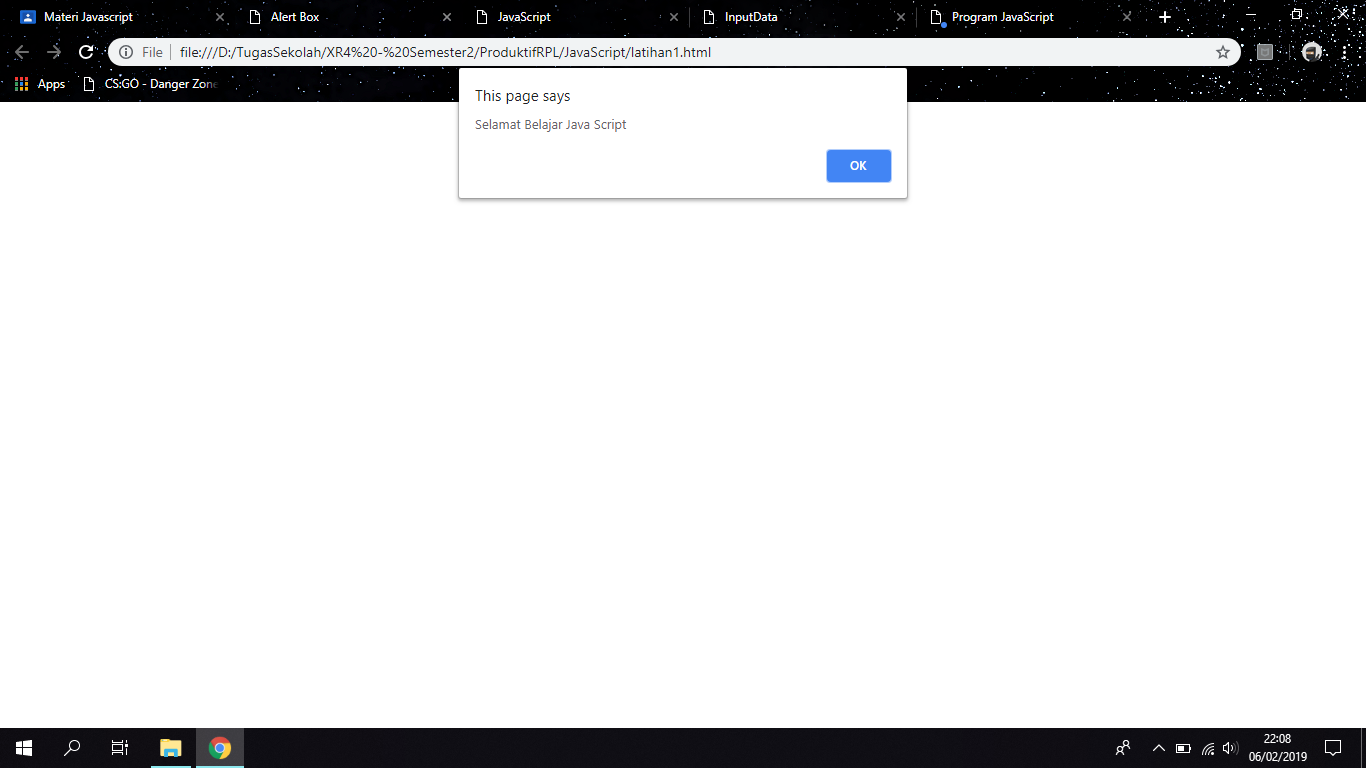 Materi Javascript
Alert Box
JavaScript
InputData
Program JavaScript
File
file:///D:/TugasSekolah/XR4%20-%20Semester2/ProduktifRPL/JavaScript/latihan1.html
Apps
CS:GO - Danger Zone
This page says
Selamat Belajar Java Script
OK
22:08
06/02/2019